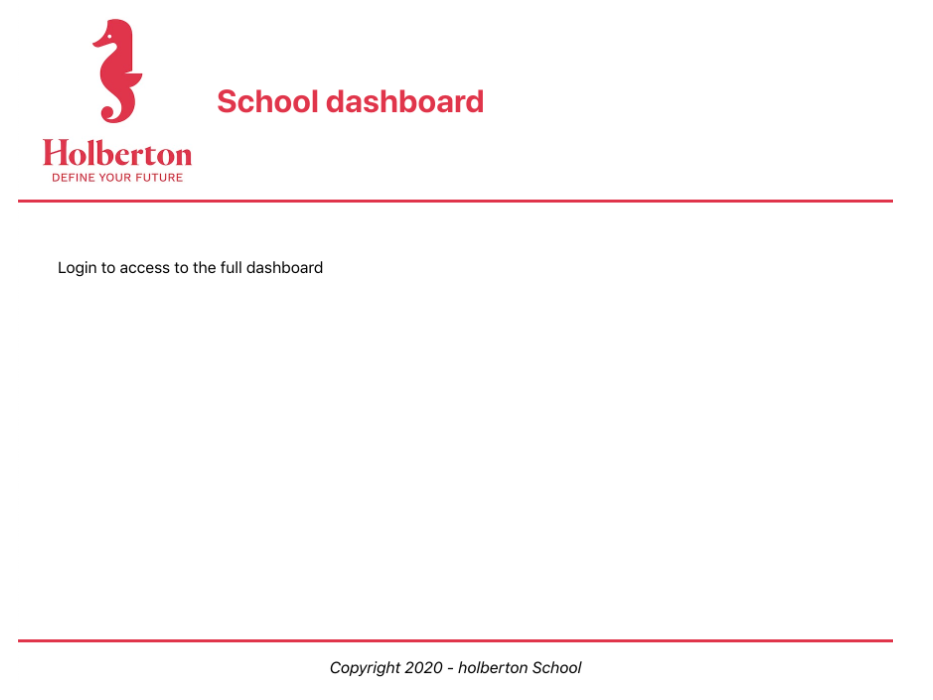 School dashboard
Holberton
DEFINE YOUR FUTURE
Login to access to the full dashboard
Copyright 2020 - holberton School